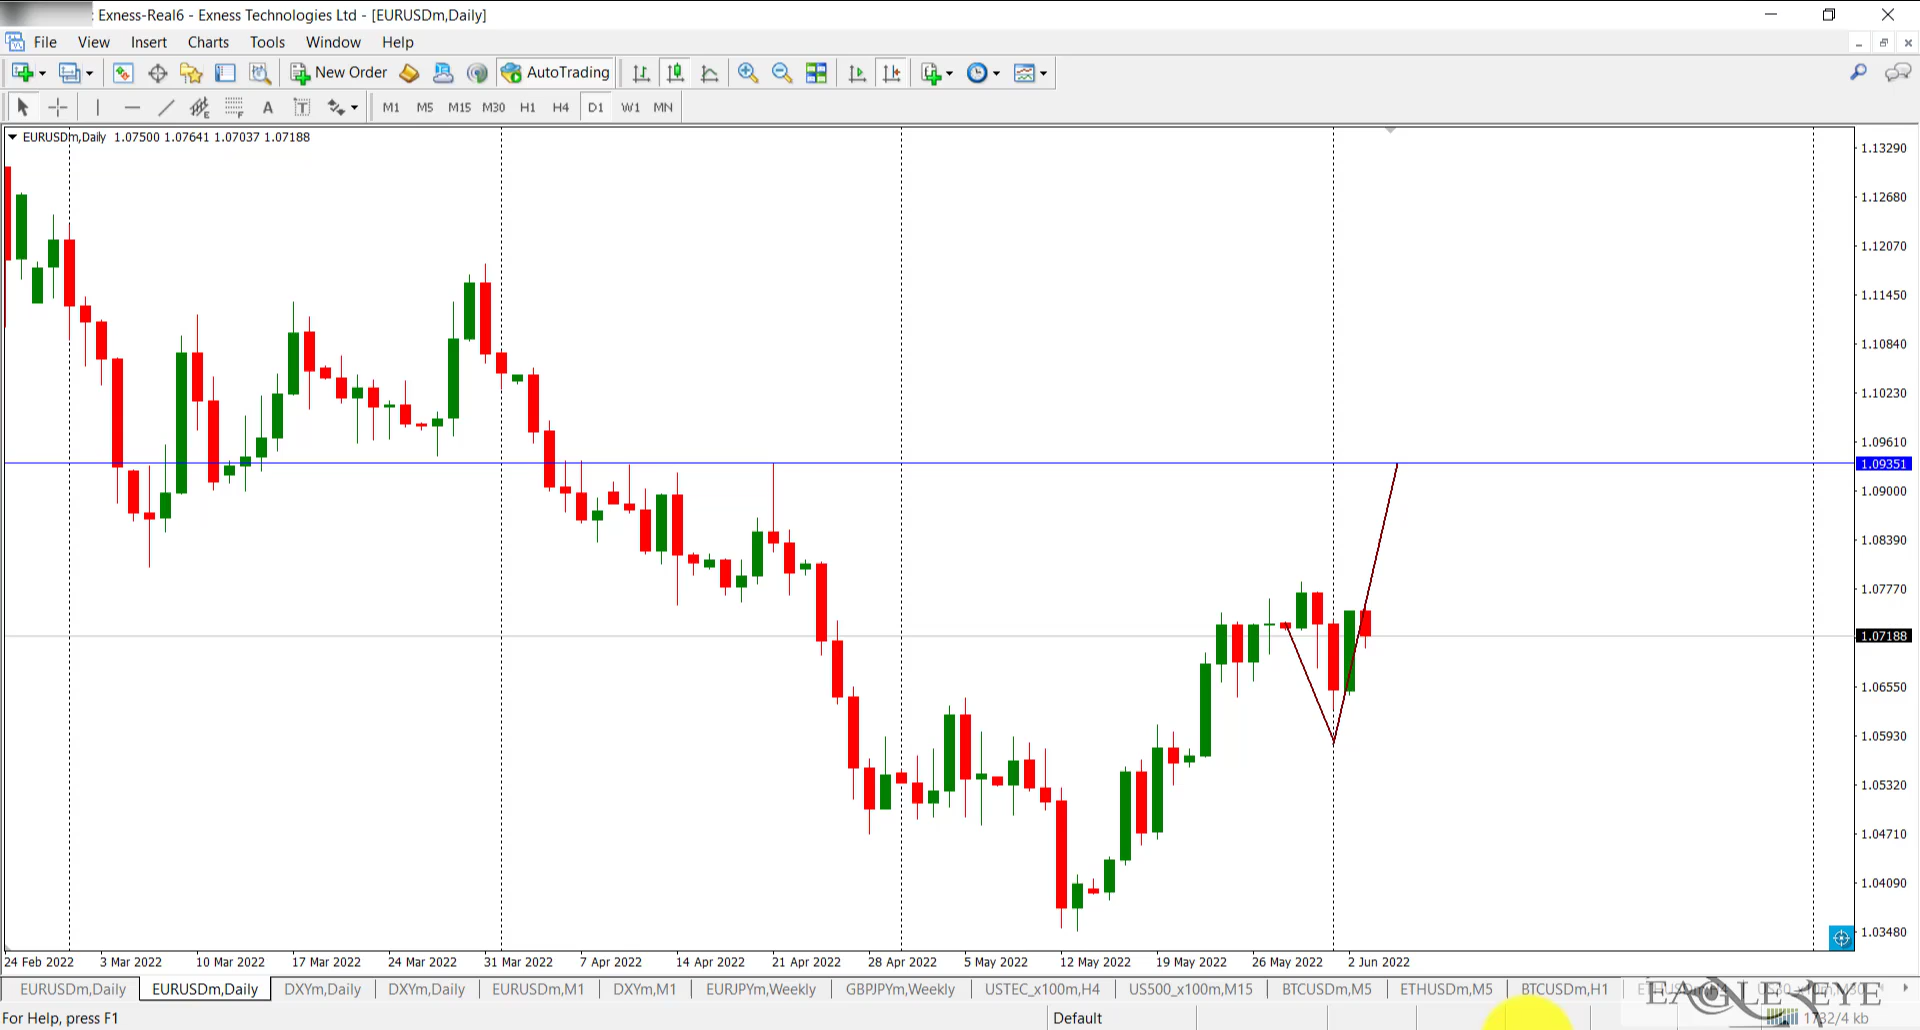 : Exness-Real6 - Exness Technologies Ltd - [EURUSDm,Daily]
File View Insert Charts Tools Window Help
New Order AutoTrading
A T M1 M5 M15 M30 H1 H4 D1 W1 MN
EURUSDm,Daily 1.07500 1.07641 1.07037 1.07188
1.13290
1.12680
1.12070
1.11450
1.10840
1.10230
1.09610
1.09351
1.09000
1.08390
1.07770
1.07188
1.06550
1.05930
1.05320
1.04710
1.04090
1.03480
24 Feb 2022 3 Mar 2022 10 Mar 2022 17 Mar 2022 24 Mar 2022 31 Mar 2022 7 Apr 2022 14 Apr 2022 21 Apr 2022 28 Apr 2022 5 May 2022 12 May 2022 19 May 2022 26 May 2022 2 Jun 2022
EURUSDm,Daily EURUSDm,Daily DXYm,Daily DXYm,Daily EURUSDm,M1 DXYm,M1 EURJPYm,Weekly GBPJPYm,Weekly USTEC_x100m,H4 US500_x100m,M15 BTCUSDm,M5 ETHUSDm,M5 BTCUSDm,H1
EAGLE EYE
For Help, press F1 Default 1732/4 kb